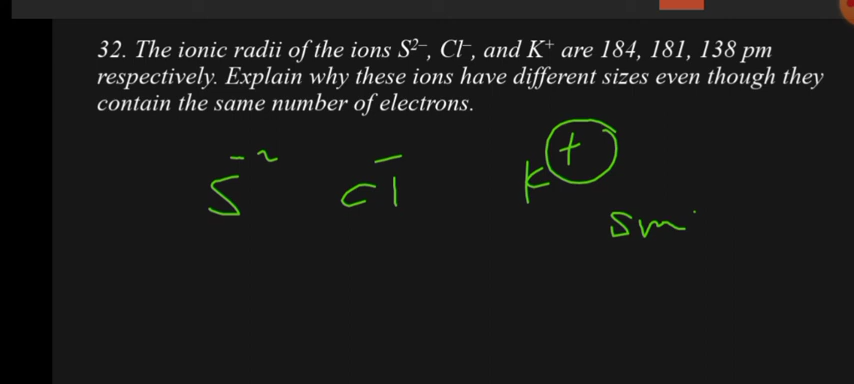 32. The ionic radii of the ions S²⁻, Cl⁻, and K⁺ are 184, 181, 138 pm
respectively. Explain why these ions have different sizes even though they
contain the same number of electrons.
S⁻² Cl⁻ K⁺
sm